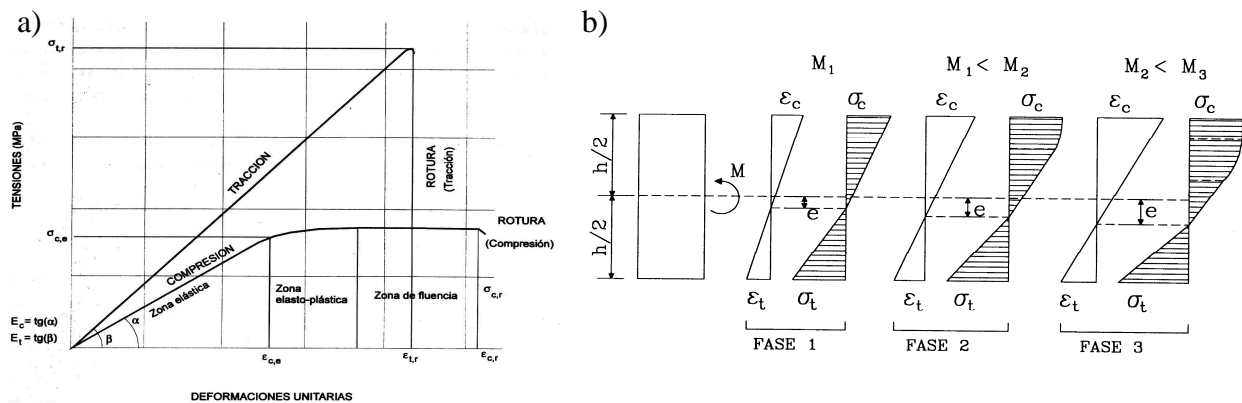 a)
σt,r
TENSIONES (MPa)
TRACCION
ROTURA
(Tracción)
σc,e
ROTURA
(Compresión)
COMPRESION
Zona elástica
Zona
elasto-plástica
Zona de fluencia
σc,r
Ec = tg(α)
Et = tg(β)
β
α
εc,e
εt,r
εc,r
DEFORMACIONES UNITARIAS
b)
M1
M1 < M2
M2 < M3
εc
σc
εc
σc
εc
σc
h/2
h/2
M
e
e
e
εt
σt
εt
σt
εt
σt
FASE 1
FASE 2
FASE 3